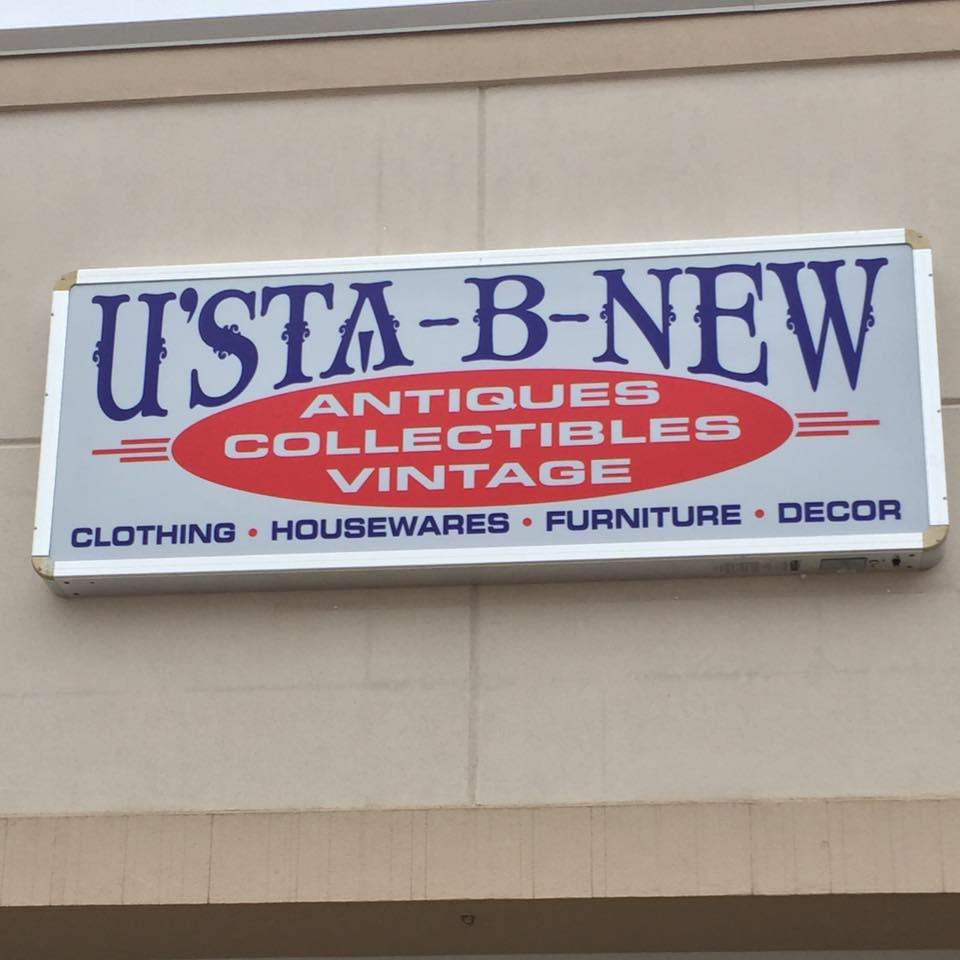 U'STA-B-NEW
ANTIQUES
COLLECTIBLES
VINTAGE
CLOTHING • HOUSEWARES • FURNITURE • DECOR